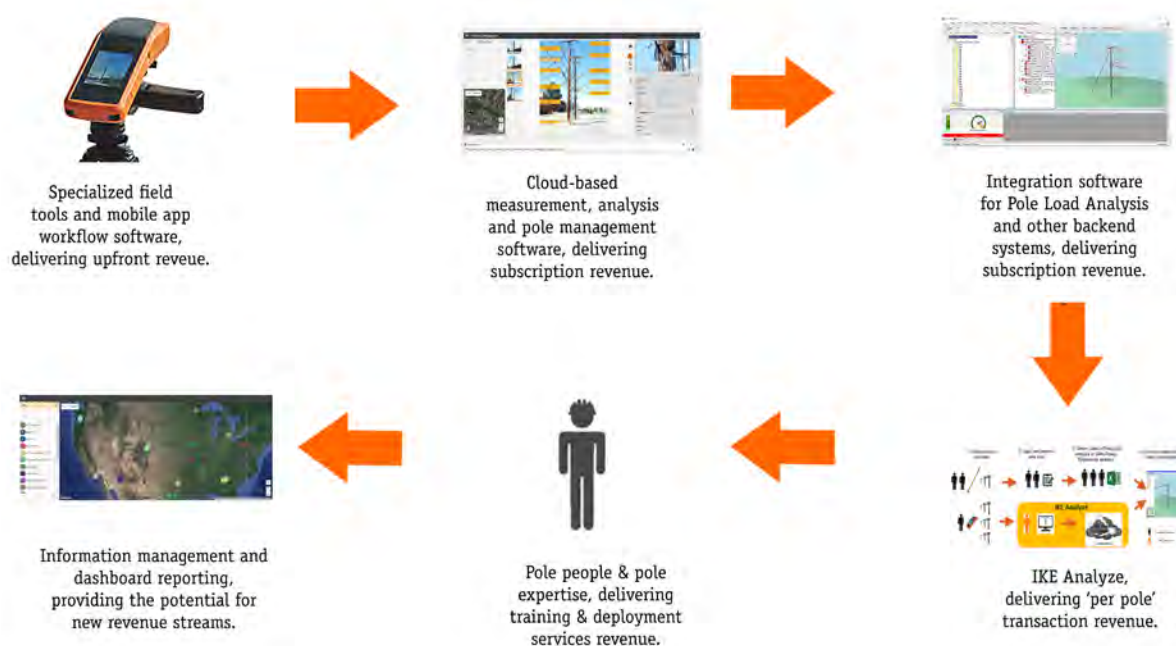 Specialized field
tools and mobile app
workflow software,
delivering upfront reveue.
Cloud-based
measurement, analysis
and pole management
software, delivering
subscription revenue.
Integration software
for Pole Load Analysis
and other backend
systems, delivering
subscription revenue.
IKE Analyze
IKE Analyze,
delivering ‘per pole’
transaction revenue.
Pole people & pole
expertise, delivering
training & deployment
services revenue.
Information management and
dashboard reporting,
providing the potential for
new revenue streams.